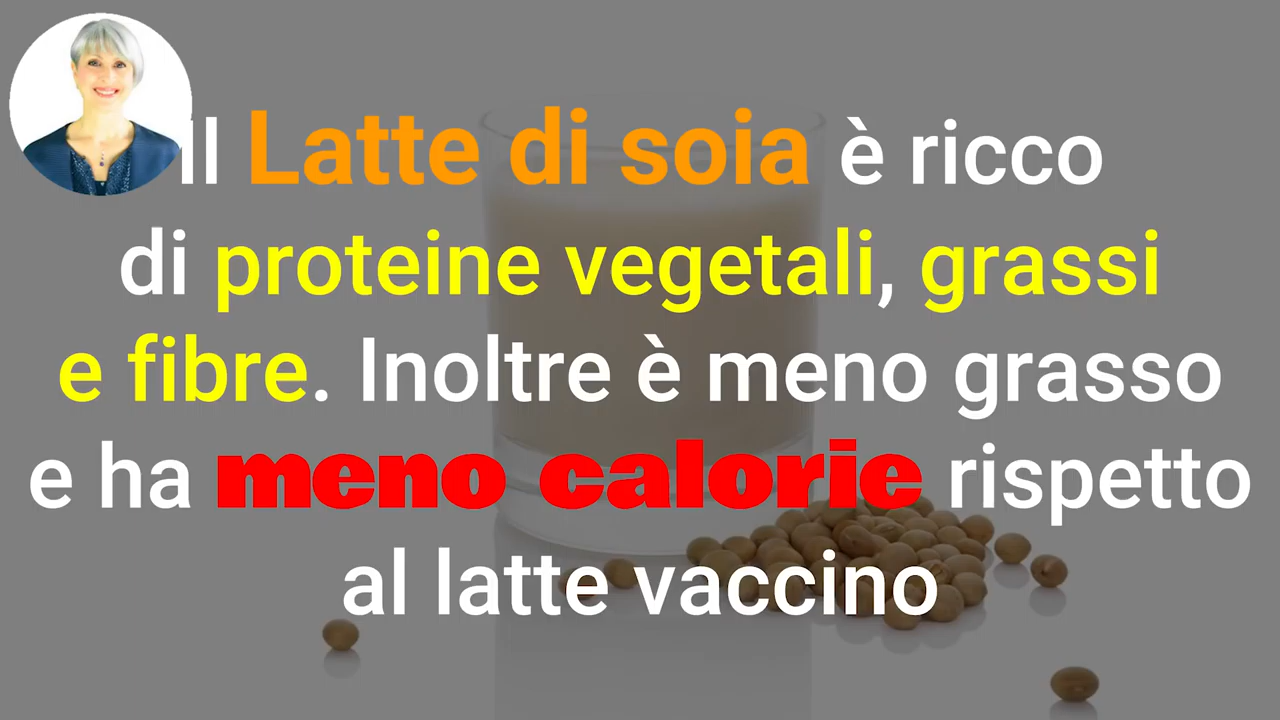 Il Latte di soia è ricco
di proteine vegetali, grassi
e fibre. Inoltre è meno grasso
e ha meno calorie rispetto
al latte vaccino